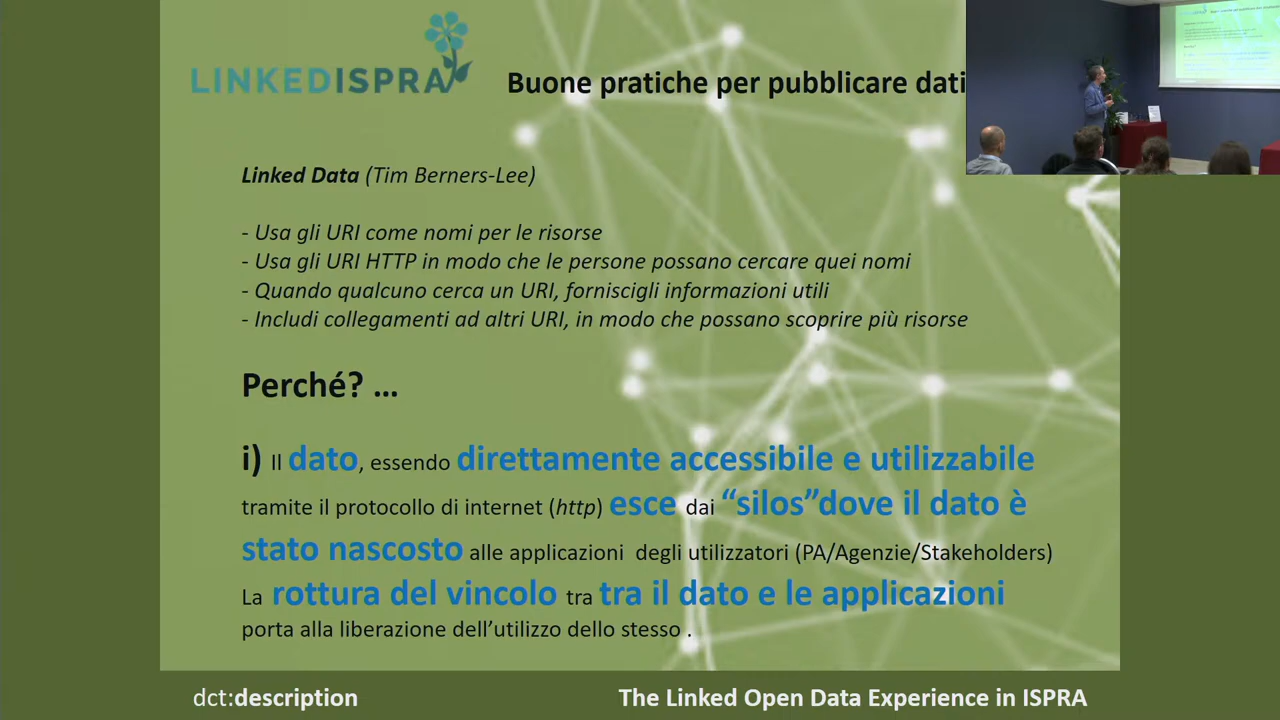 LINKEDISPRA
Buone pratiche per pubblicare dati
Linked Data (Tim Berners-Lee)
- Usa gli URI come nomi per le risorse
- Usa gli URI HTTP in modo che le persone possano cercare quei nomi
- Quando qualcuno cerca un URI, forniscigli informazioni utili
- Includi collegamenti ad altri URI, in modo che possano scoprire più risorse
Perché? ...
i) Il dato, essendo direttamente accessibile e utilizzabile
tramite il protocollo di internet (http) esce dai “silos”dove il dato è
stato nascosto alle applicazioni degli utilizzatori (PA/Agenzie/Stakeholders)
La rottura del vincolo tra tra il dato e le applicazioni
porta alla liberazione dell’utilizzo dello stesso .
dct:description
The Linked Open Data Experience in ISPRA